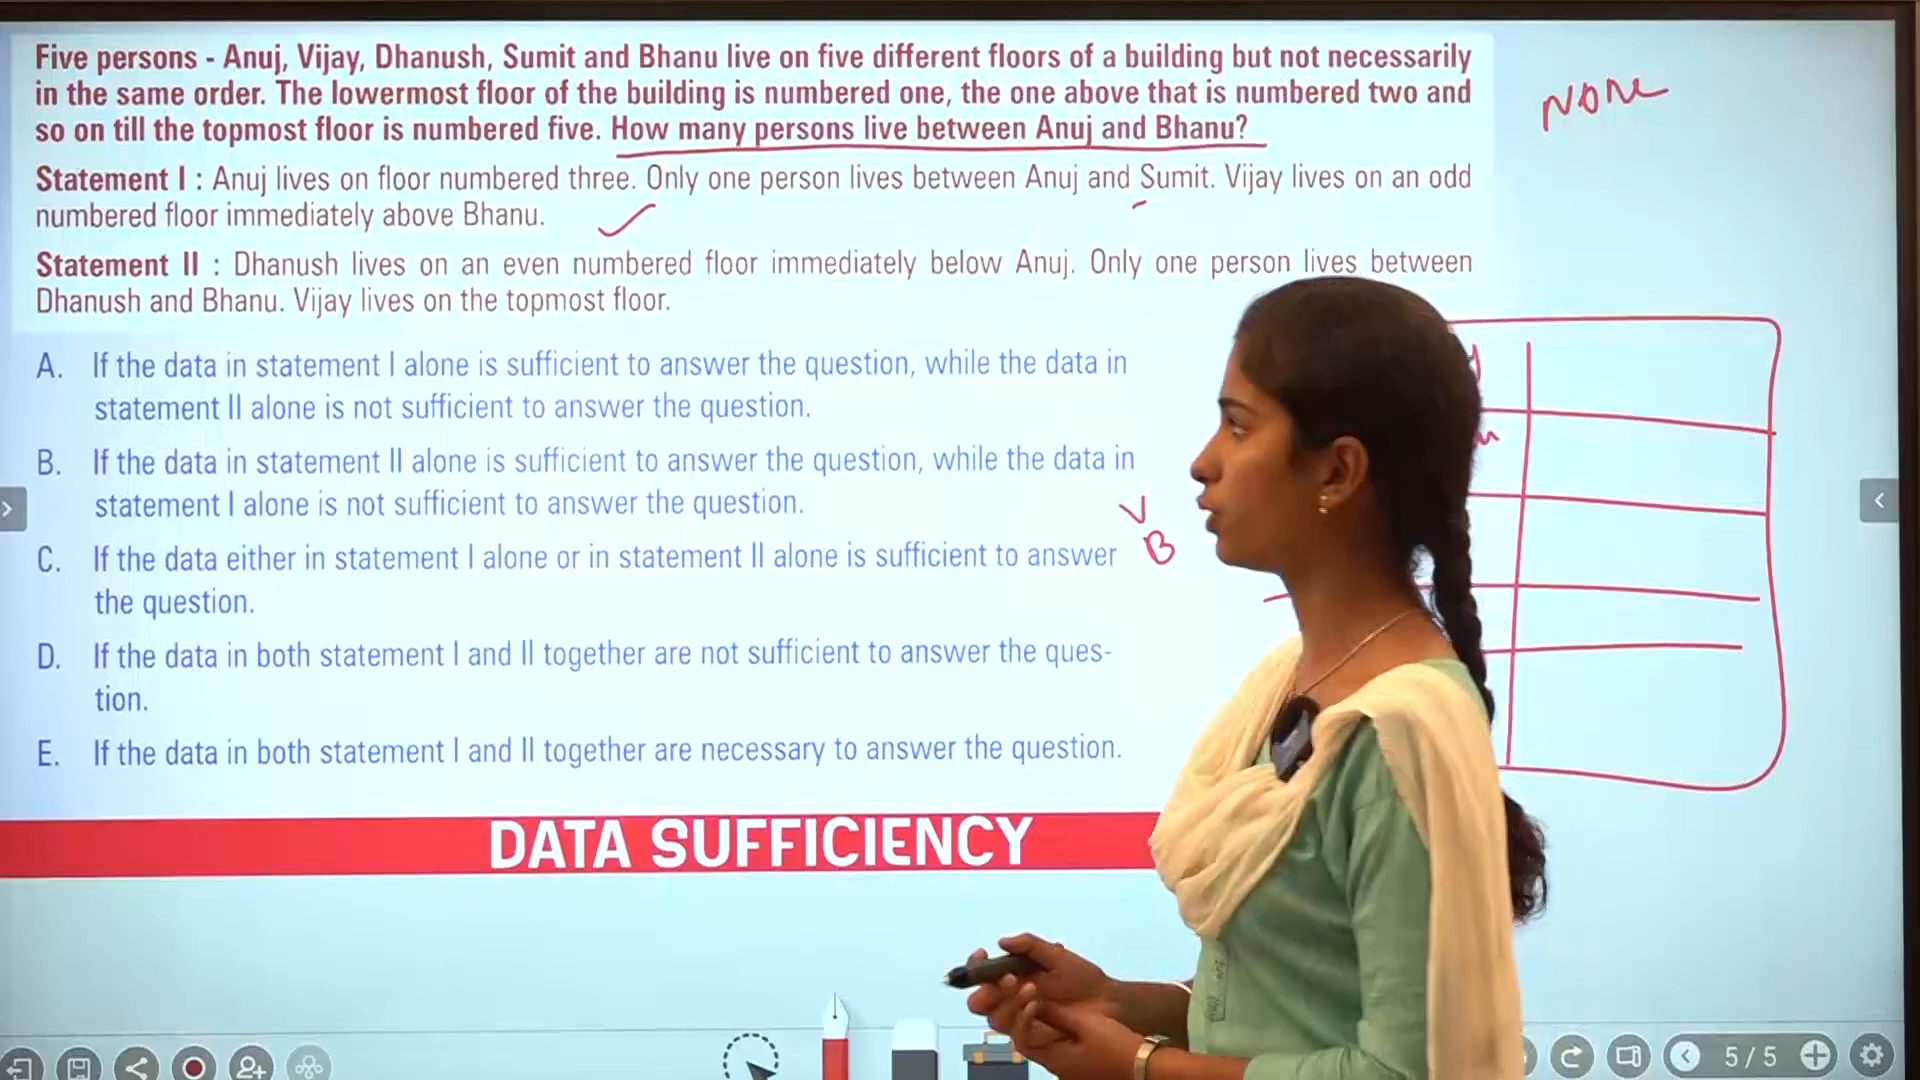 Five persons - Anuj, Vijay, Dhanush, Sumit and Bhanu live on five different floors of a building but not necessarily
in the same order. The lowermost floor of the building is numbered one, the one above that is numbered two and
so on till the topmost floor is numbered five. How many persons live between Anuj and Bhanu?
None
Statement I : Anuj lives on floor numbered three. Only one person lives between Anuj and Sumit. Vijay lives on an odd
numbered floor immediately above Bhanu.
Statement II : Dhanush lives on an even numbered floor immediately below Anuj. Only one person lives between
Dhanush and Bhanu. Vijay lives on the topmost floor.
A. If the data in statement I alone is sufficient to answer the question, while the data in
statement II alone is not sufficient to answer the question.
B. If the data in statement II alone is sufficient to answer the question, while the data in
statement I alone is not sufficient to answer the question.
C. If the data either in statement I alone or in statement II alone is sufficient to answer
the question.
D. If the data in both statement I and II together are not sufficient to answer the ques-
tion.
E. If the data in both statement I and II together are necessary to answer the question.
V
B
DATA SUFFICIENCY
5 / 5